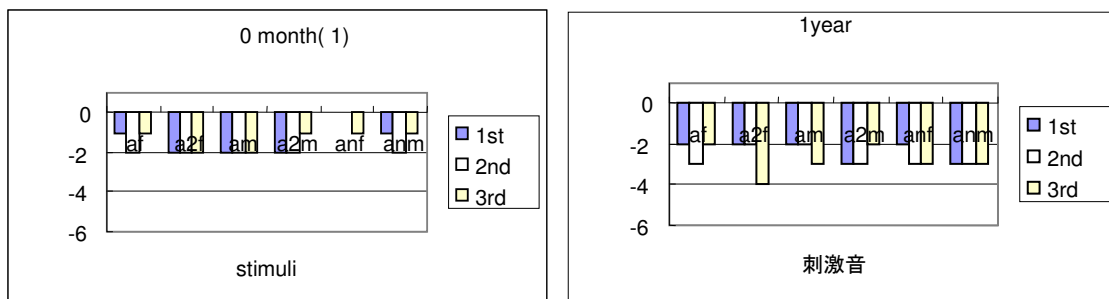 0 month( 1)
0
-2
-4
-6
af
a2f
am
a2m
anf
anm
1st
2nd
3rd
stimuli
1year
0
-2
-4
-6
af
a2f
am
a2m
anf
anm
1st
2nd
3rd
刺激音